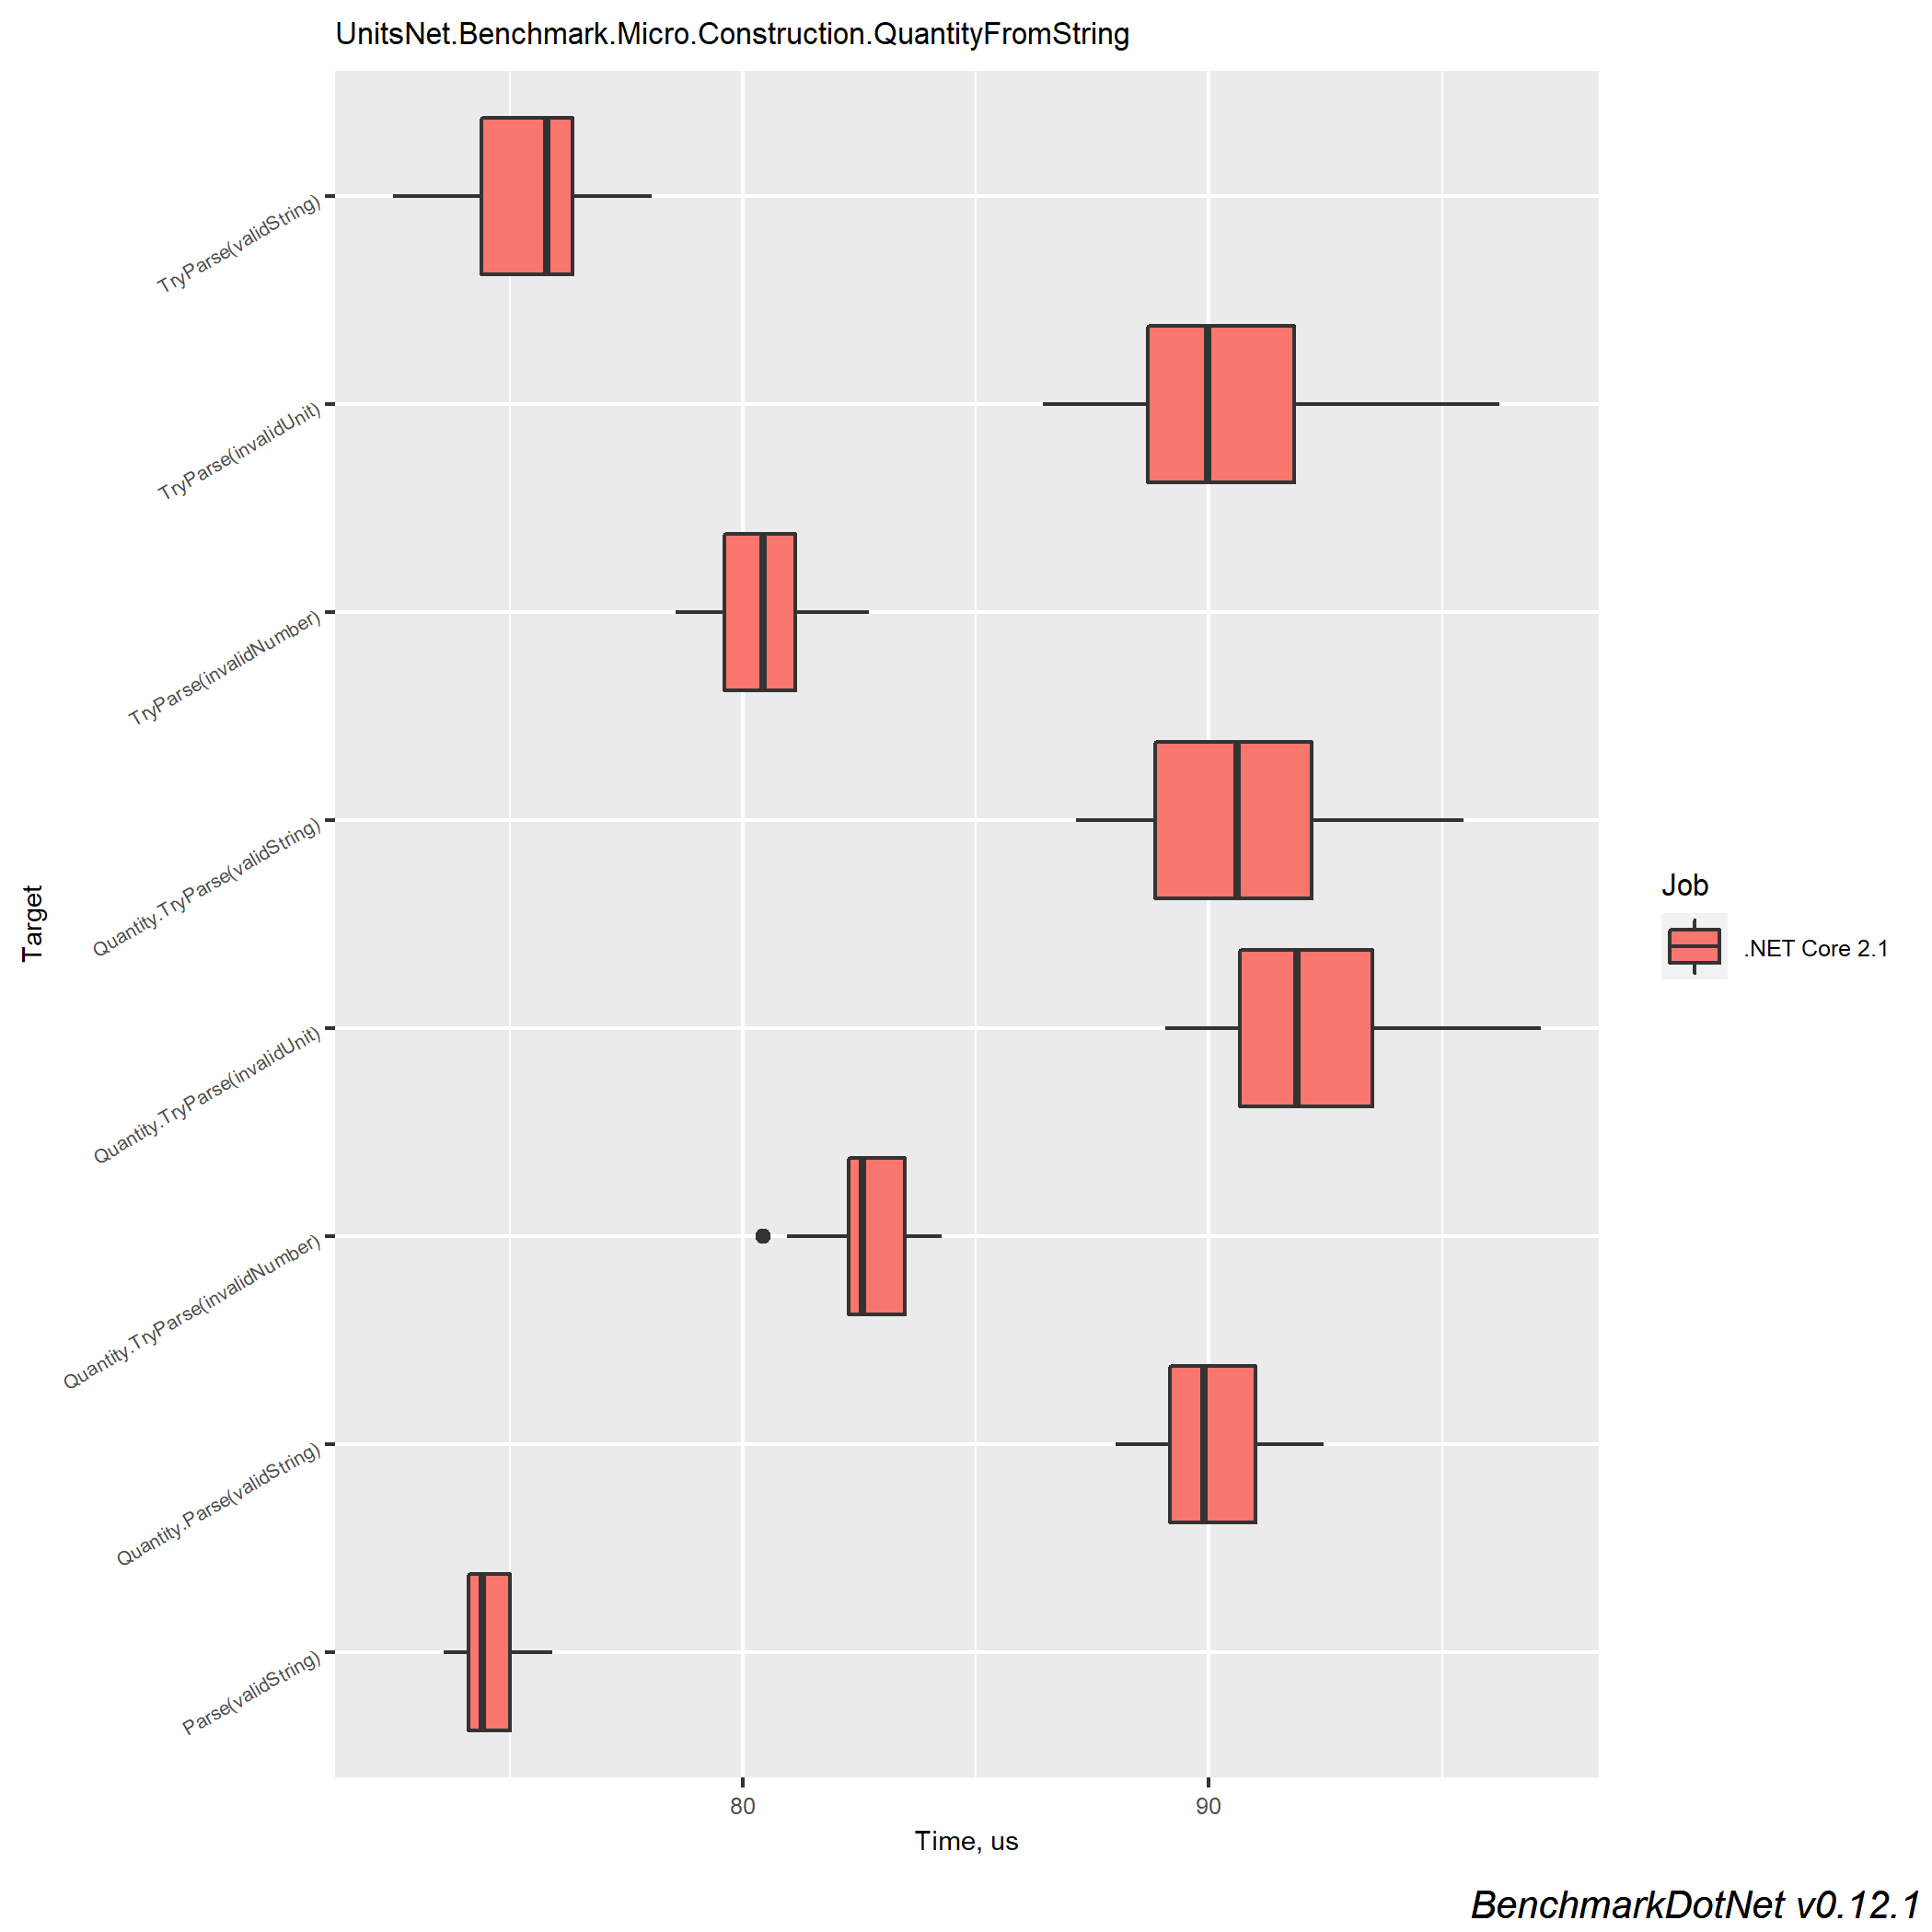 UnitsNet.Benchmark.Micro.Construction.QuantityFromString
TryParse(validString)
TryParse(invalidUnit)
TryParse(invalidNumber)
Quantity.TryParse(validString)
Quantity.TryParse(invalidUnit)
Quantity.TryParse(invalidNumber)
Quantity.Parse(validString)
Parse(validString)
Target
80
90
Time, us
Job
.NET Core 2.1
BenchmarkDotNet v0.12.1